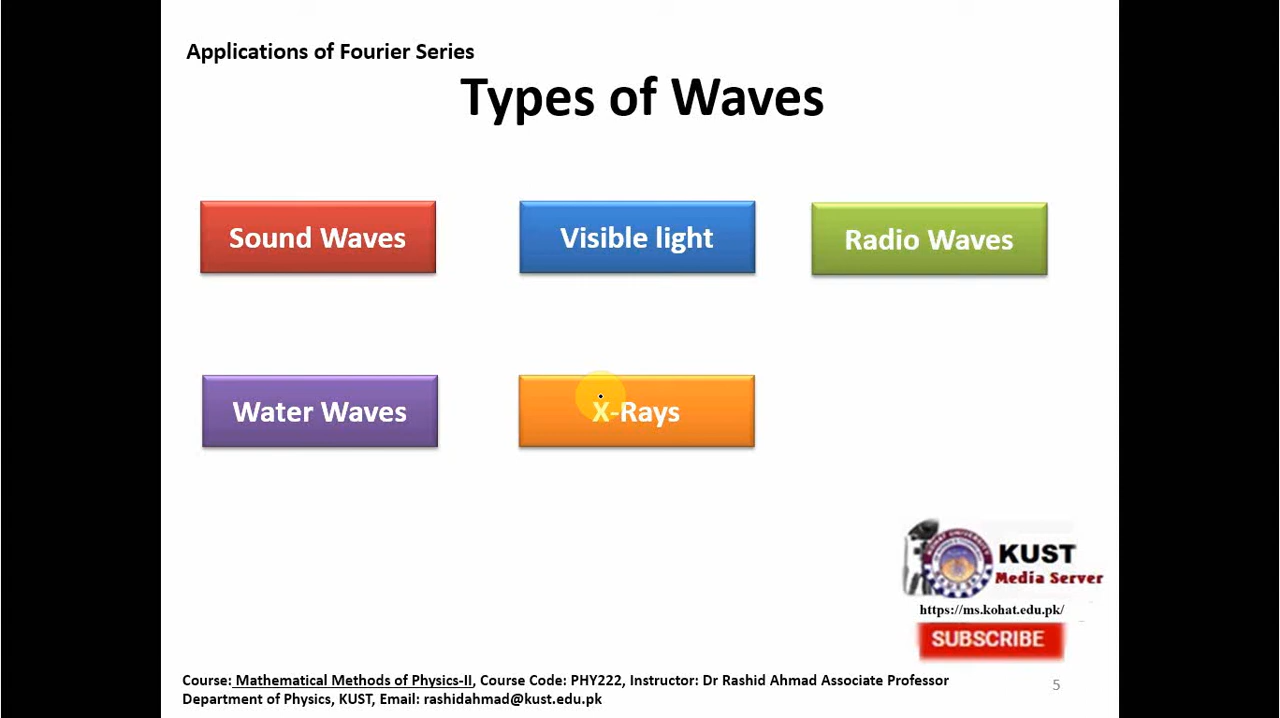 Applications of Fourier Series
Types of Waves
Sound Waves
Visible light
Radio Waves
Water Waves
X-Rays
KUST
Media Server
https://ms.kohat.edu.pk/
SUBSCRIBE
Course: Mathematical Methods of Physics-II, Course Code: PHY222, Instructor: Dr Rashid Ahmad Associate Professor
Department of Physics, KUST, Email: rashidahmad@kust.edu.pk
5